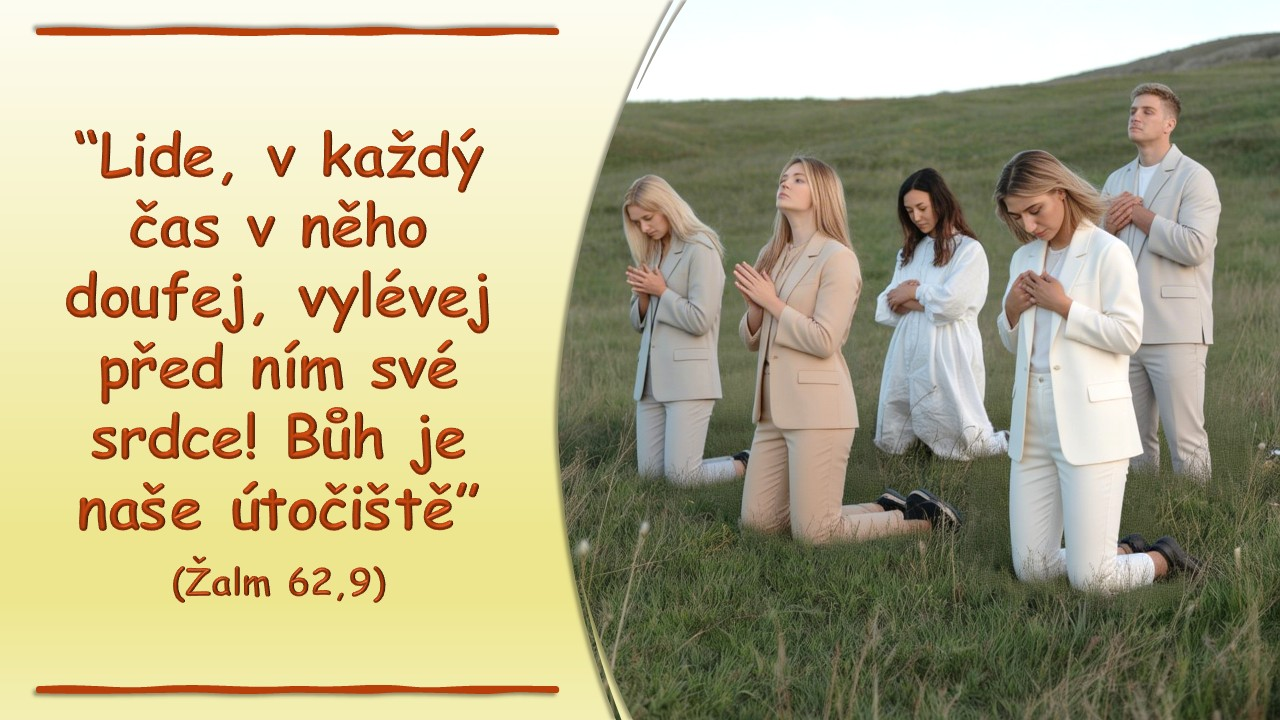 “Lide, v každý
čas v něho
doufej, vylévej
před ním své
srdce! Bůh je
naše útočiště”
(Žalm 62,9)